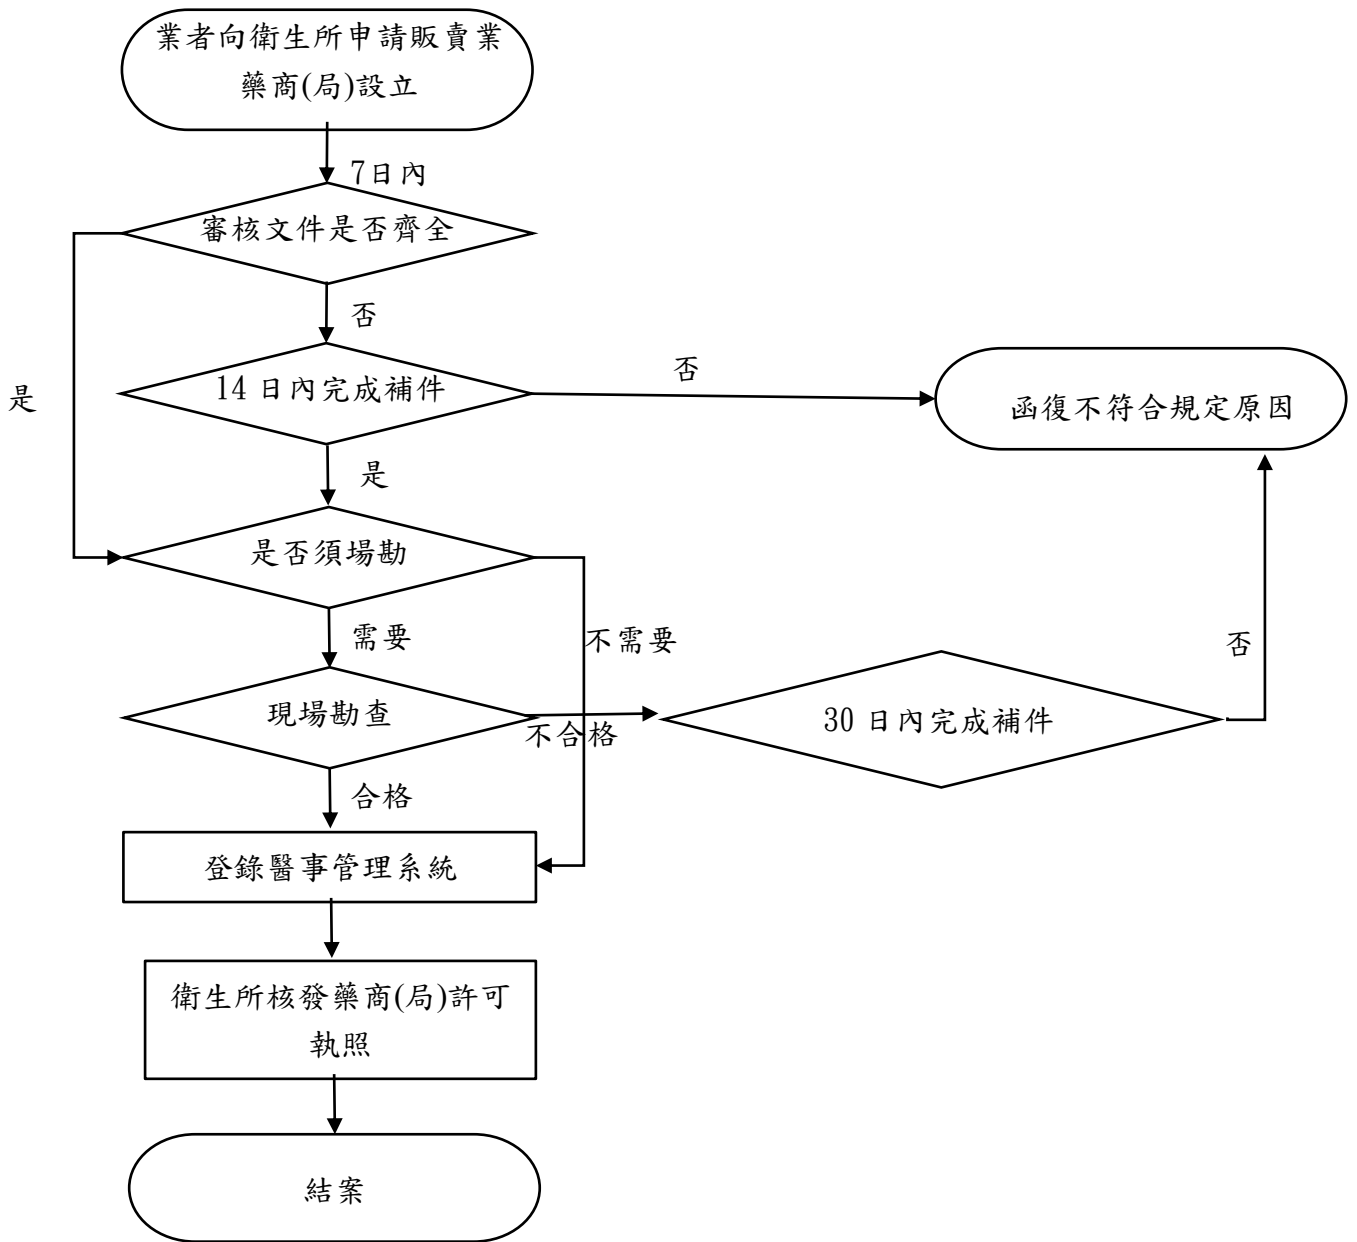 業者向衛生所申請販賣業
藥商(局)設立
7日內
審核文件是否齊全
否
是
14 日內完成補件
否
函復不符合規定原因
是
是否須場勘
需要
不需要
否
現場勘查
不合格
30 日內完成補件
合格
登錄醫事管理系統
衛生所核發藥商(局)許可
執照
結案